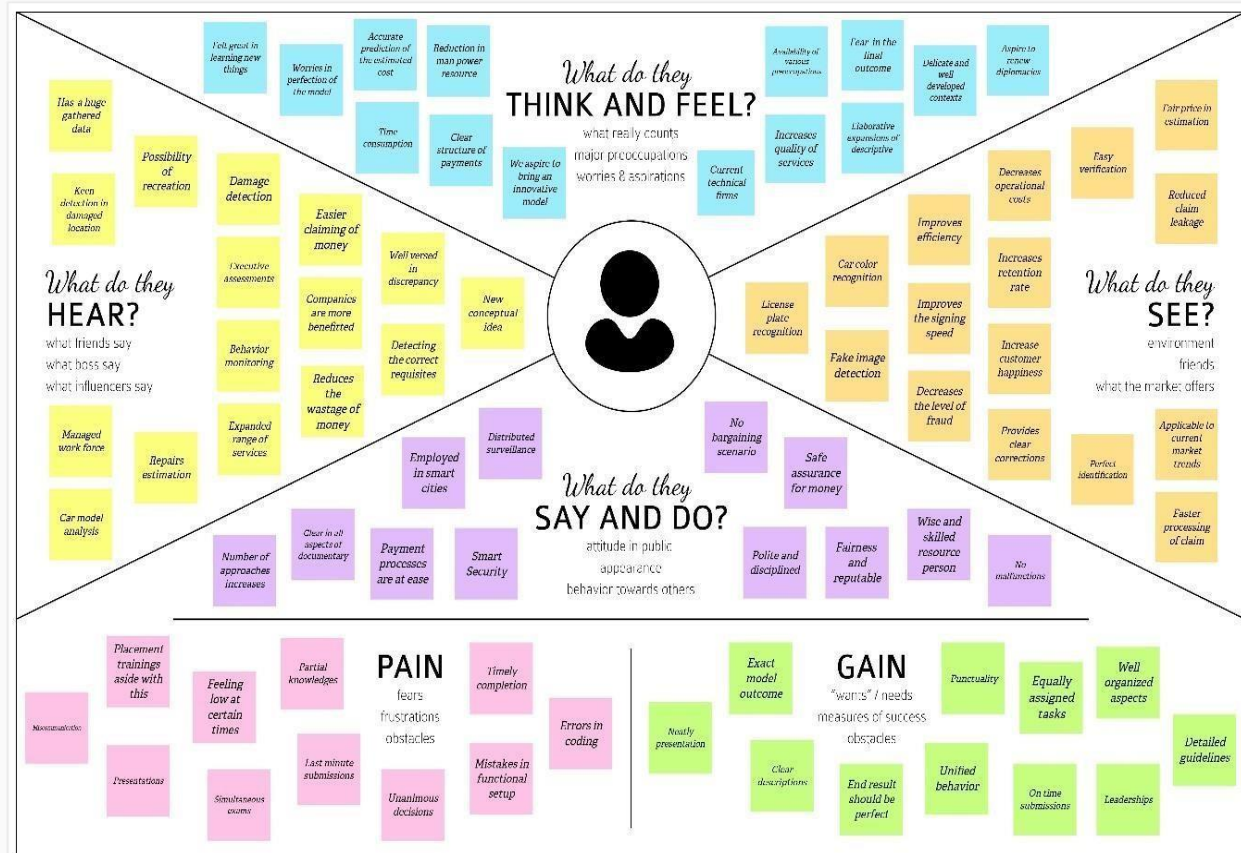 What do they
THINK AND FEEL?
what really counts
major preoccupations
worries & aspirations
Felt great in
learning new
things
Worries in
perfection of
the model
Accurate
prediction of
the estimated
cost
Reduction in
man power
resource
Time
consumption
Clear
structure of
payments
We aspire to
bring an
innovative
model
Availability of
various
preoccupations
Fear in the
final
outcome
Delicate and
well
developed
contexts
Aspire to
renew
diplomacies
Increases
quality of
services
Elaborative
expansions of
descriptive
Current
technical
firms
What do they
HEAR?
what friends say
what boss say
what influencers say
Has a huge
gathered
data
Possibility
of
recreation
Keen
detection in
damaged
location
Damage
detection
Easier
claiming of
money
Executive
assessments
Well versed
in
discrepancy
Companies
are more
benefitted
New
conceptual
idea
Behavior
monitoring
Detecting
the correct
requisites
Reduces
the
wastage of
money
Expanded
range of
services
Managed
work force
Repairs
estimation
Car model
analysis
What do they
SEE?
environment
friends
what the market offers
Fair price in
estimation
Easy
verification
Decreases
operational
costs
Reduced
claim
leakage
Improves
efficiency
Car color
recognition
Increases
retention
rate
License
plate
recognition
Improves
the signing
speed
Fake image
detection
Increase
customer
happiness
Decreases
the level of
fraud
Provides
clear
corrections
Perfect
identification
Applicable to
current
market
trends
Faster
processing
of claim
What do they
SAY AND DO?
attitude in public
appearance
behavior towards others
Distributed
surveillance
Employed
in smart
cities
Clear in all
aspects of
documentary
Number of
approaches
increases
Payment
processes
are at ease
Smart
Security
No
bargaining
scenario
Safe
assurance
for money
Polite and
disciplined
Fairness
and
reputable
Wise and
skilled
resource
person
No
malfunctions
PAIN
fears
frustrations
obstacles
Placement
trainings
aside with
this
Miscommunication
Feeling
low at
certain
times
Partial
knowledges
Presentations
Simultaneous
exams
Last minute
submissions
Unanimous
decisions
Timely
completion
Errors in
coding
Mistakes in
functional
setup
GAIN
"wants" / needs
measures of success
obstacles
Exact
model
outcome
Neatly
presentation
Clear
descriptions
End result
should be
perfect
Unified
behavior
Punctuality
Equally
assigned
tasks
Well
organized
aspects
Detailed
guidelines
On time
submissions
Leaderships